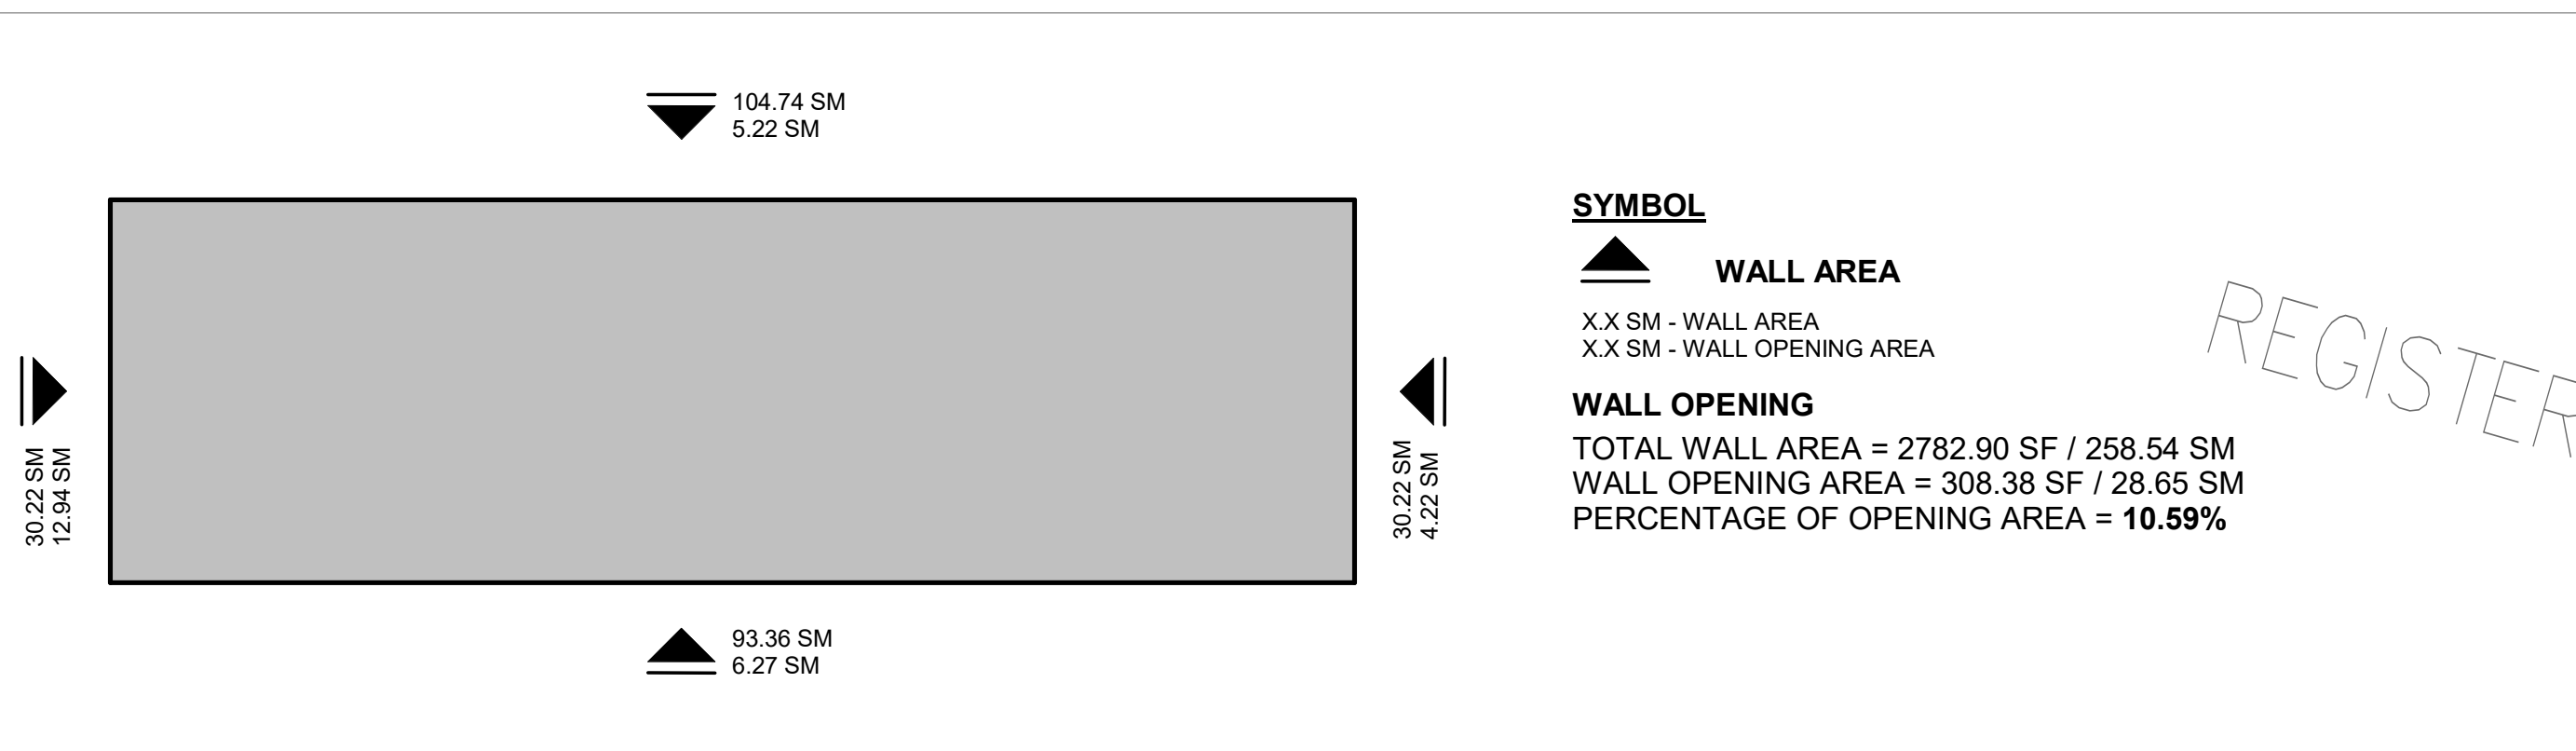 104.74 SM
5.22 SM
30.22 SM
12.94 SM
30.22 SM
4.22 SM
93.36 SM
6.27 SM
SYMBOL
WALL AREA
X.X SM - WALL AREA
X.X SM - WALL OPENING AREA
WALL OPENING
TOTAL WALL AREA = 2782.90 SF / 258.54 SM
WALL OPENING AREA = 308.38 SF / 28.65 SM
PERCENTAGE OF OPENING AREA = 10.59%
REGISTER